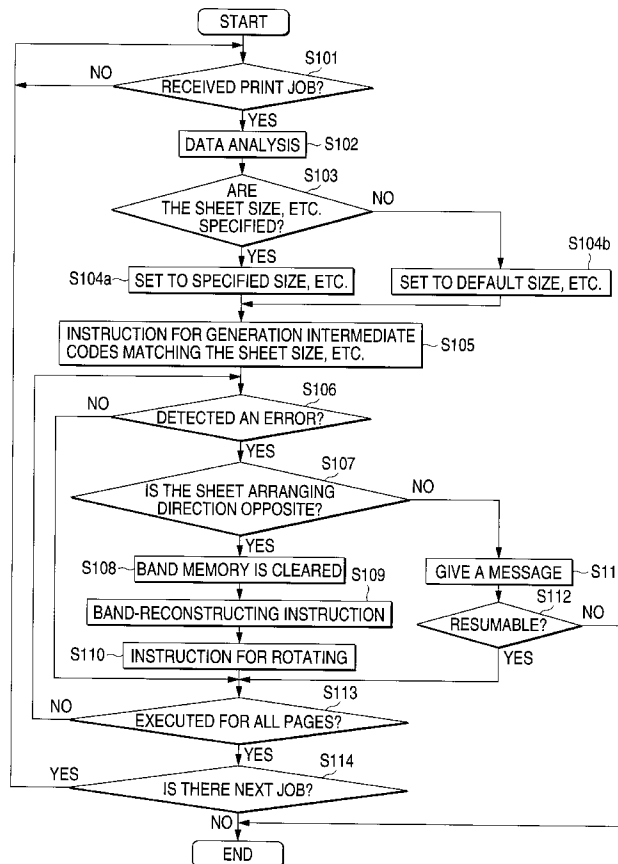 START
S101
NO
RECEIVED PRINT JOB?
YES
DATA ANALYSIS
S102
S103
ARE
THE SHEET SIZE, ETC.
SPECIFIED?
NO
YES
S104a
SET TO SPECIFIED SIZE, ETC.
S104b
SET TO DEFAULT SIZE, ETC.
INSTRUCTION FOR GENERATION INTERMEDIATE
CODES MATCHING THE SHEET SIZE, ETC.
S105
S106
NO
DETECTED AN ERROR?
YES
S107
IS THE SHEET ARRANGING
DIRECTION OPPOSITE?
NO
YES
S108
BAND MEMORY IS CLEARED
S109
BAND-RECONSTRUCTING INSTRUCTION
S110
INSTRUCTION FOR ROTATING
GIVE A MESSAGE
S11
S112
RESUMABLE?
NO
YES
S113
NO
EXECUTED FOR ALL PAGES?
YES
S114
YES
IS THERE NEXT JOB?
NO
END